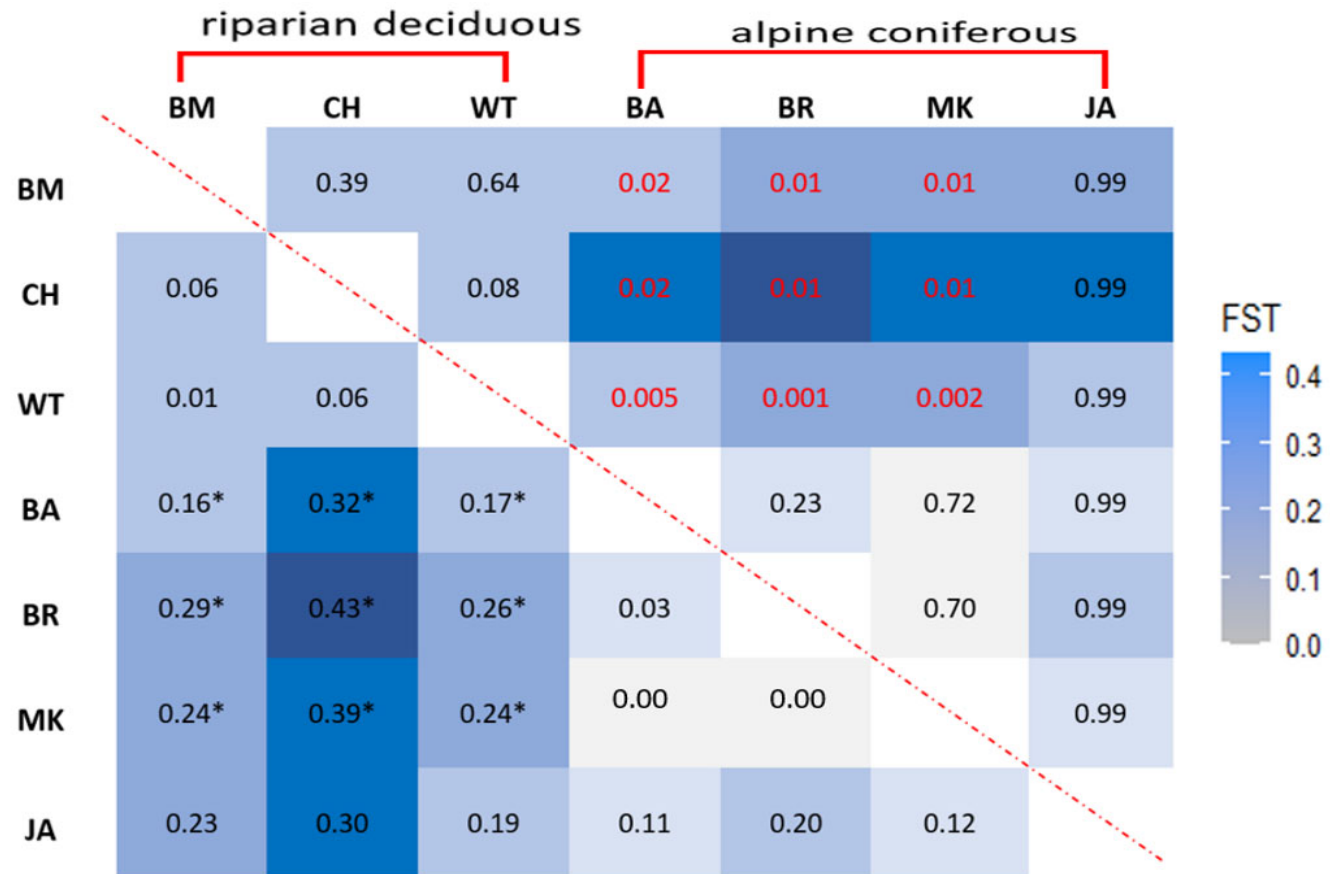 riparian deciduous alpine coniferous
BM CH WT BA BR MK JA
BM 0.39 0.64 0.02 0.01 0.01 0.99
CH 0.06 0.08 0.02 0.01 0.01 0.99
WT 0.01 0.06 0.005 0.001 0.002 0.99
BA 0.16* 0.32* 0.17* 0.23 0.72 0.99
BR 0.29* 0.43* 0.26* 0.03 0.70 0.99
MK 0.24* 0.39* 0.24* 0.00 0.00 0.99
JA 0.23 0.30 0.19 0.11 0.20 0.12
FST
0.4
0.3
0.2
0.1
0.0